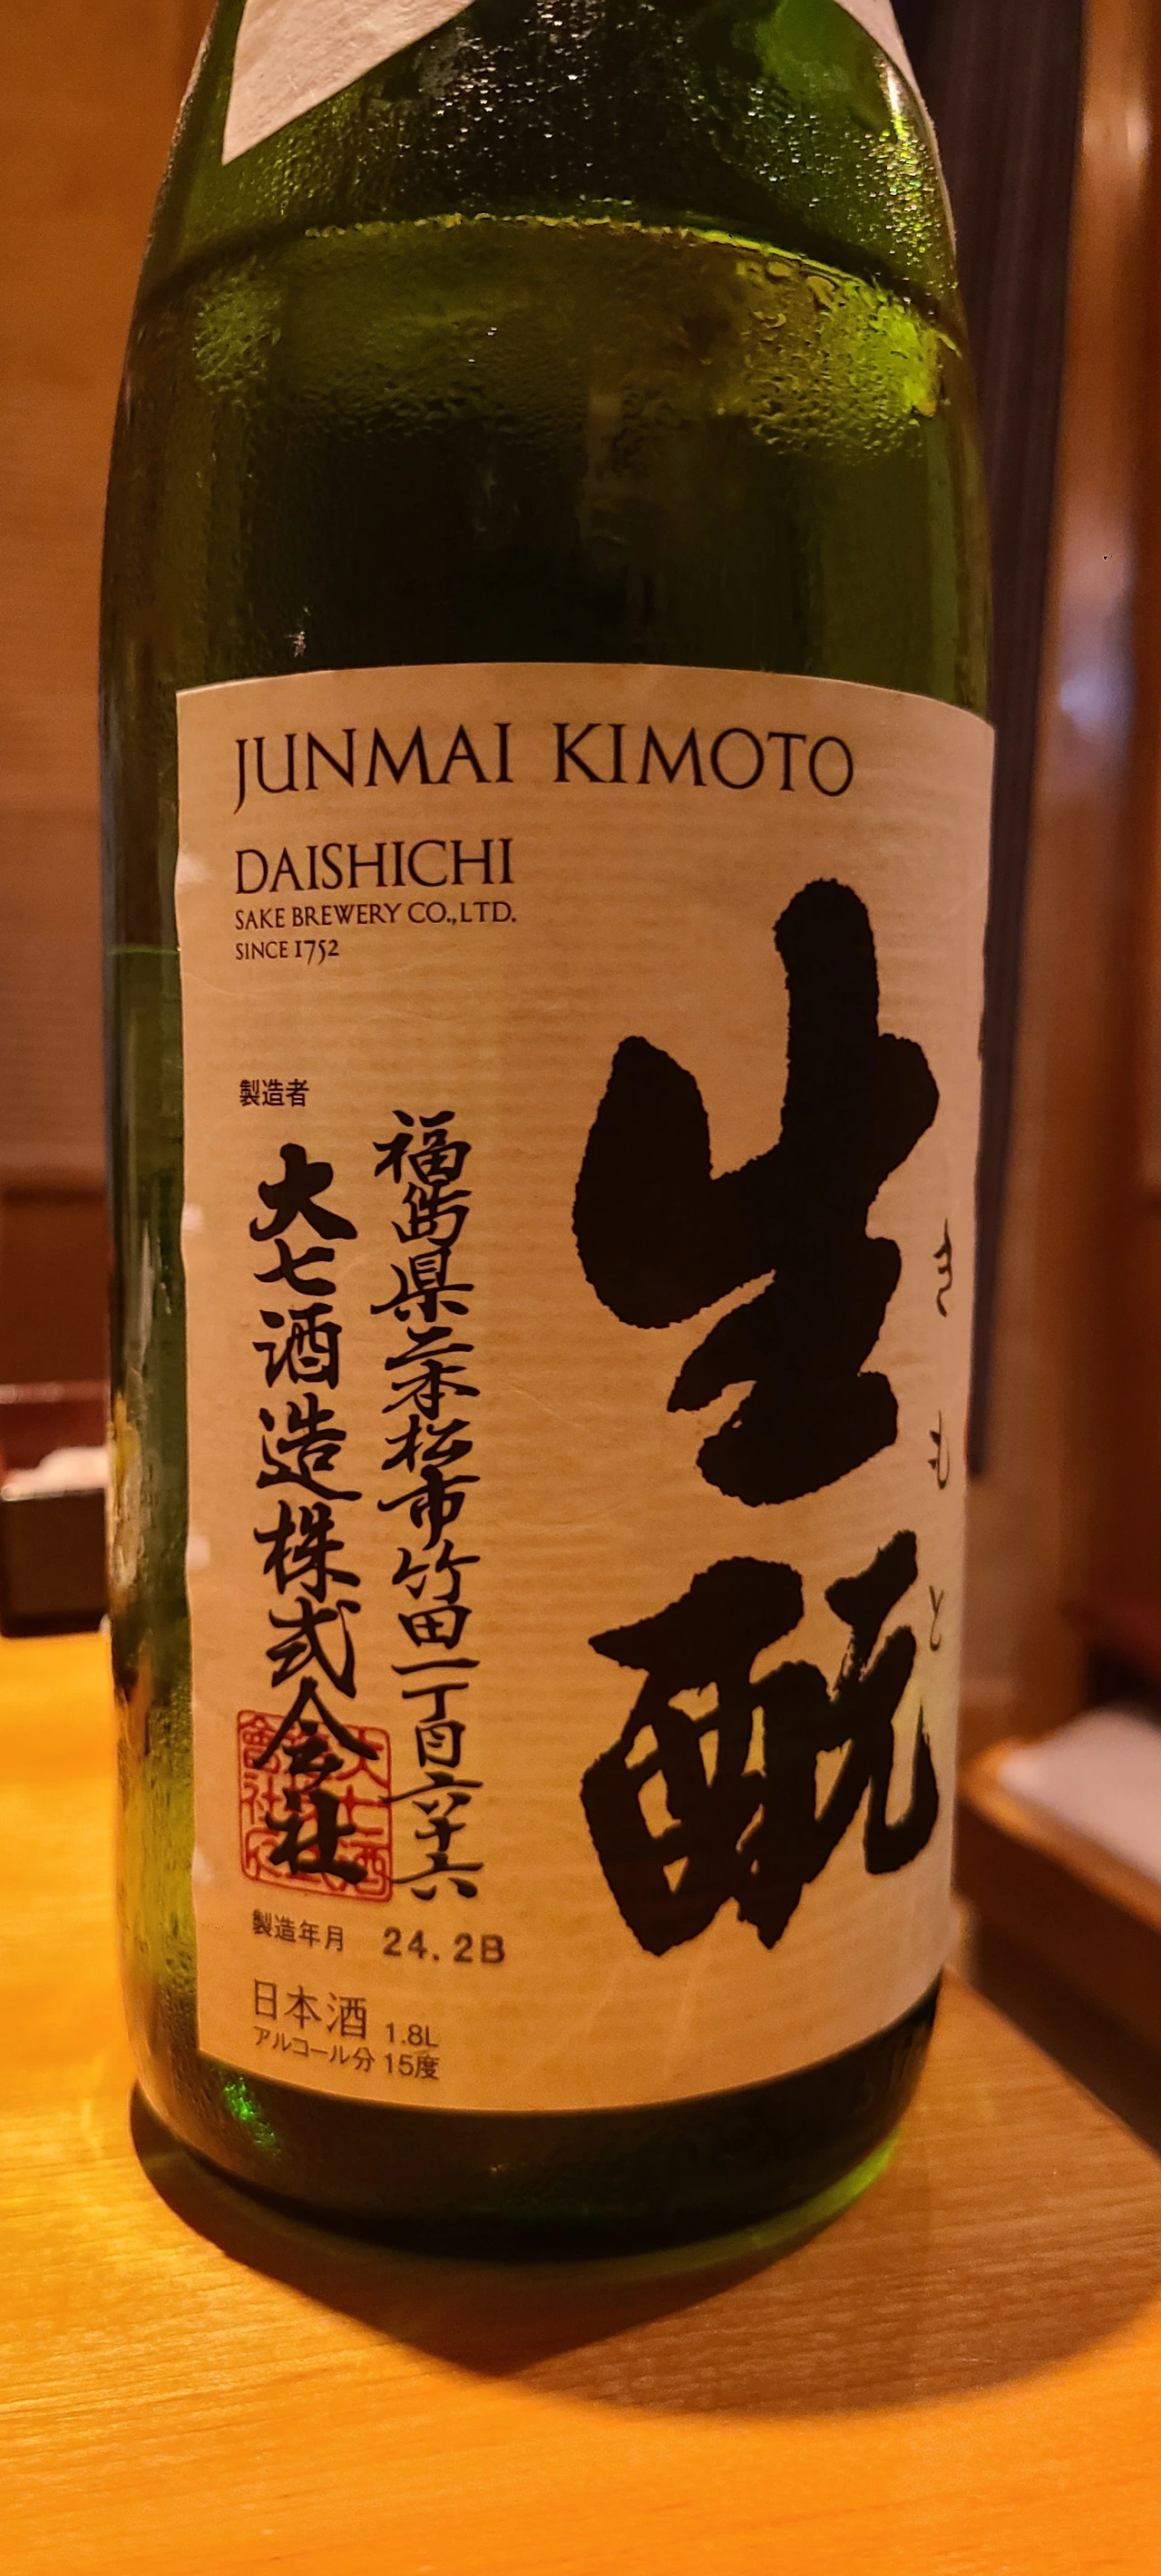 JUNMAI KIMOTO
DAISHICHI
SAKE BREWERY CO.,LTD.
SINCE 1752
きもと
生酛
製造者
福島県二本松市竹田一丁目六十六
大七酒造株式会社
製造年月 24.2B
日本酒 1.8L
アルコール分 15度